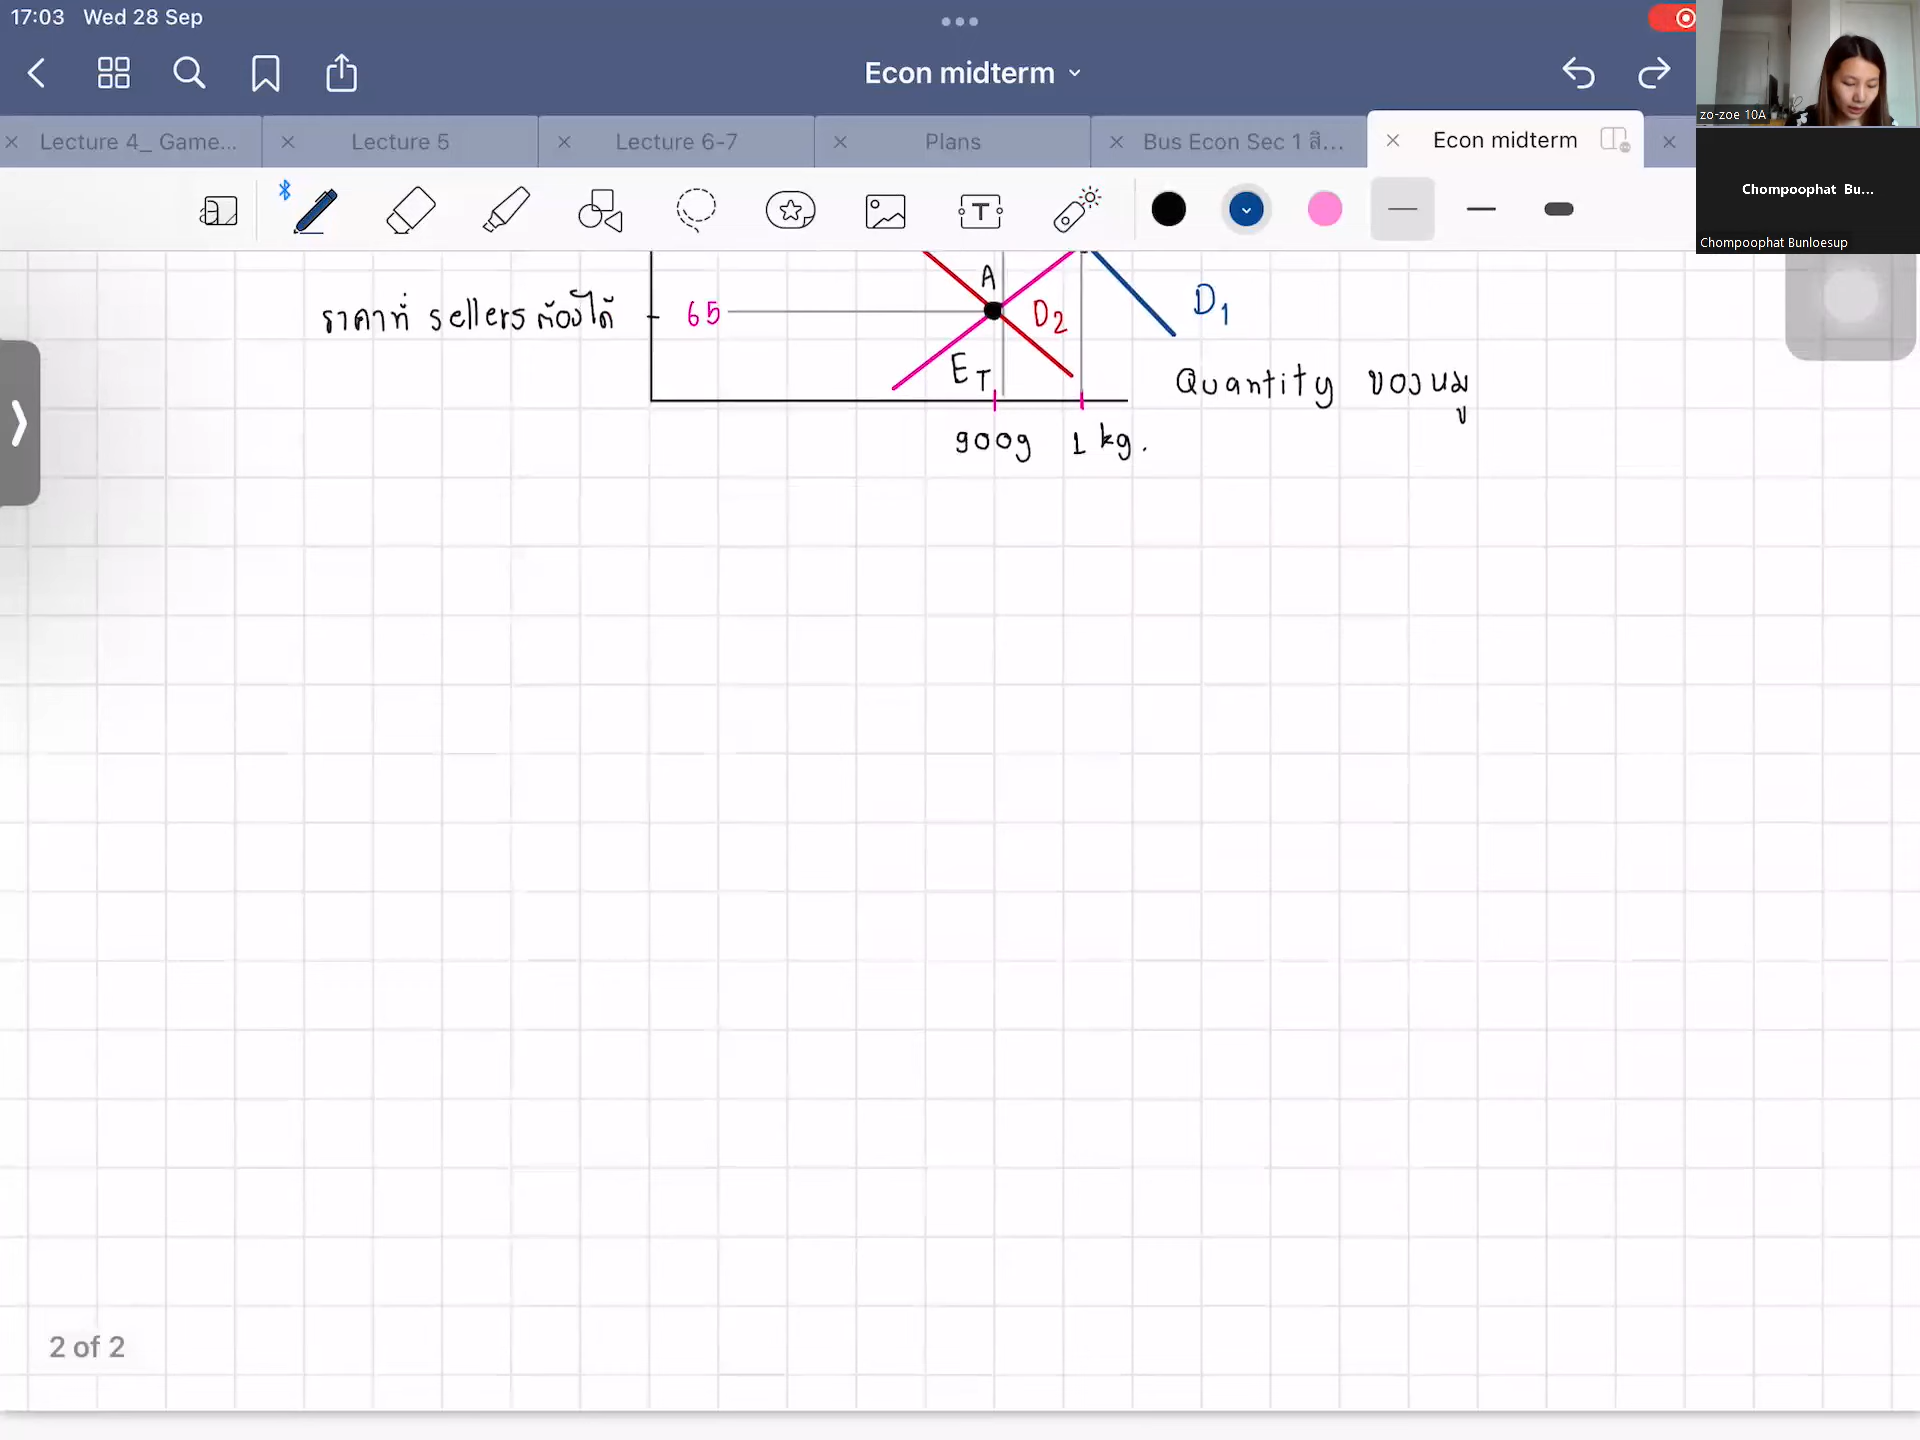 17:03 Wed 28 Sep
Econ midterm
zo-zoe 10A
Lecture 4_ Game...
Lecture 5
Lecture 6-7
Plans
Bus Econ Sec 1 สิ...
Econ midterm
Chompoophat Bu...
Chompoophat Bunloesup
A
ราคาที่ sellers ต้องได้
65
D2
D1
ET
Quantity ของหมู
900g 1 kg.
2 of 2